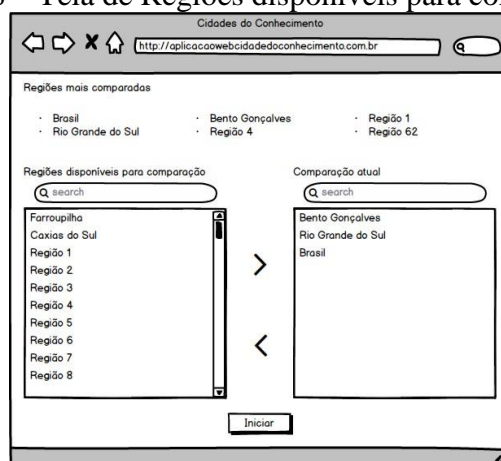 Tela de Regiões disponíveis para
Cidades do Conhecimento
http://aplicacaowebcidadedoconhecimento.com.br
Regiões mais comparadas
· Brasil · Bento Gonçalves · Região 1
· Rio Grande do Sul · Região 4 · Região 62
Regiões disponíveis para comparação Comparação atual
search search
Farroupilha Bento Gonçalves
Caxias do Sul Rio Grande do Sul
Região 1 Brasil
Região 2
Região 3
Região 4
Região 5
Região 6
Região 7
Região 8
Iniciar